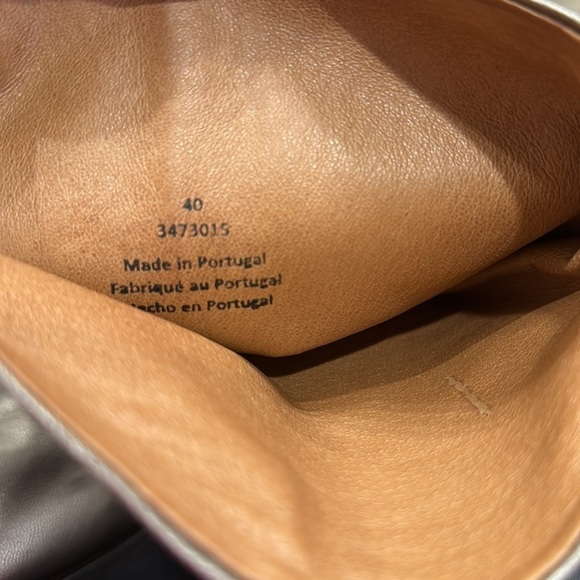 40
3473015
Made in Portugal
Fabriqué au Portugal
Hecho en Portugal